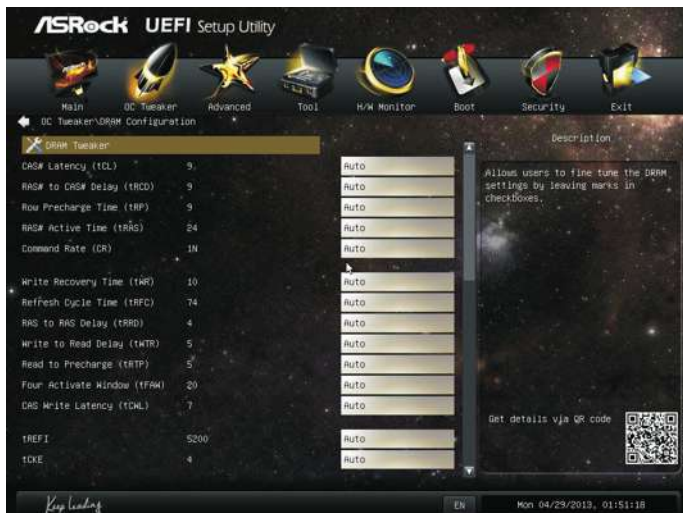 ASRock UEFI Setup Utility
Main OC Tweaker Advanced Tool H/W Monitor Boot Security Exit
OC Tweaker\DRAM Configuration
DRAM Tweaker
CAS# Latency (tCL) 9 Auto
RAS# to CAS# Delay (tRCD) 9 Auto
Row Precharge Time (tRP) 9 Auto
RAS# Active Time (tRAS) 24 Auto
Command Rate (CR) 1N Auto
Write Recovery Time (tWR) 10 Auto
Refresh Cycle Time (tRFC) 74 Auto
RAS to RAS Delay (tRRD) 4 Auto
Write to Read Delay (tWTR) 5 Auto
Read to Precharge (tRTP) 5 Auto
Four Activate Window (tFAW) 20 Auto
CAS Write Latency (tCWL) 7 Auto
tREFI 5200 Auto
tCKE 4 Auto
Description
Allows users to fine tune the DRAM
settings by leaving marks in
checkboxes.
Get details via QR code
Keep Leading
EN
Mon 04/29/2013, 01:51:18